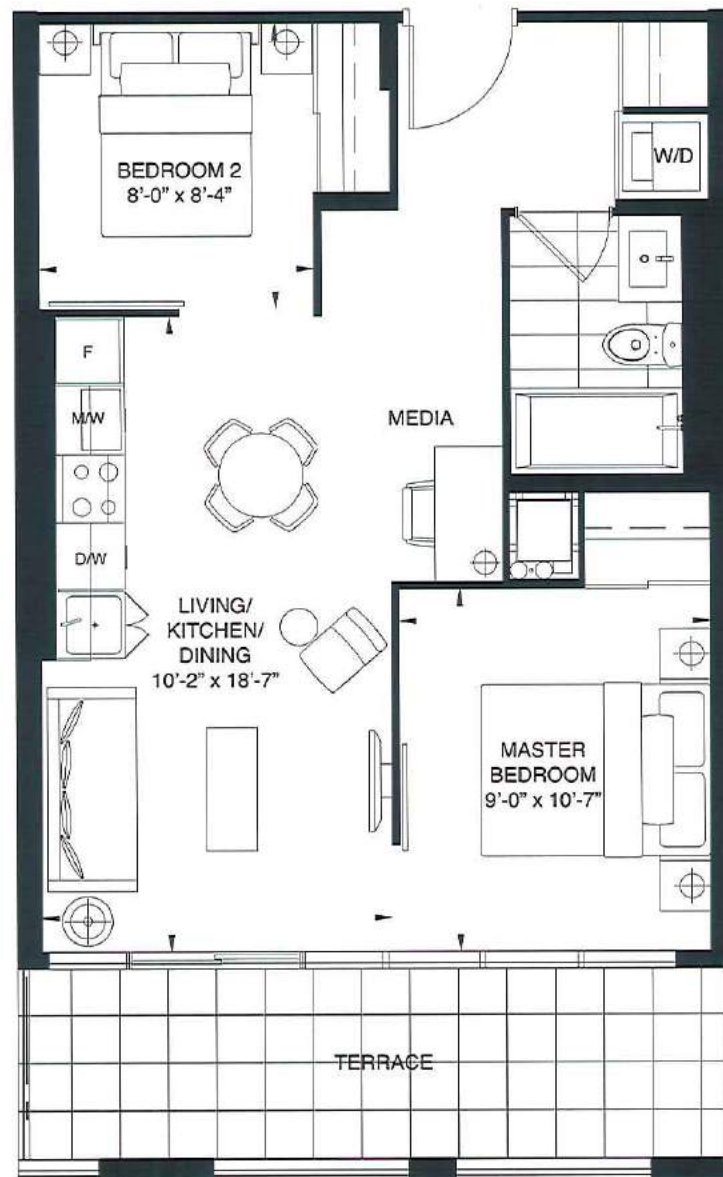 BEDROOM 2
8'-0" x 8'-4"
W/D
F
M/W
MEDIA
D/W
LIVING/
KITCHEN/
DINING
10'-2" x 18'-7"
MASTER
BEDROOM
9'-0" x 10'-7"
TERRACE